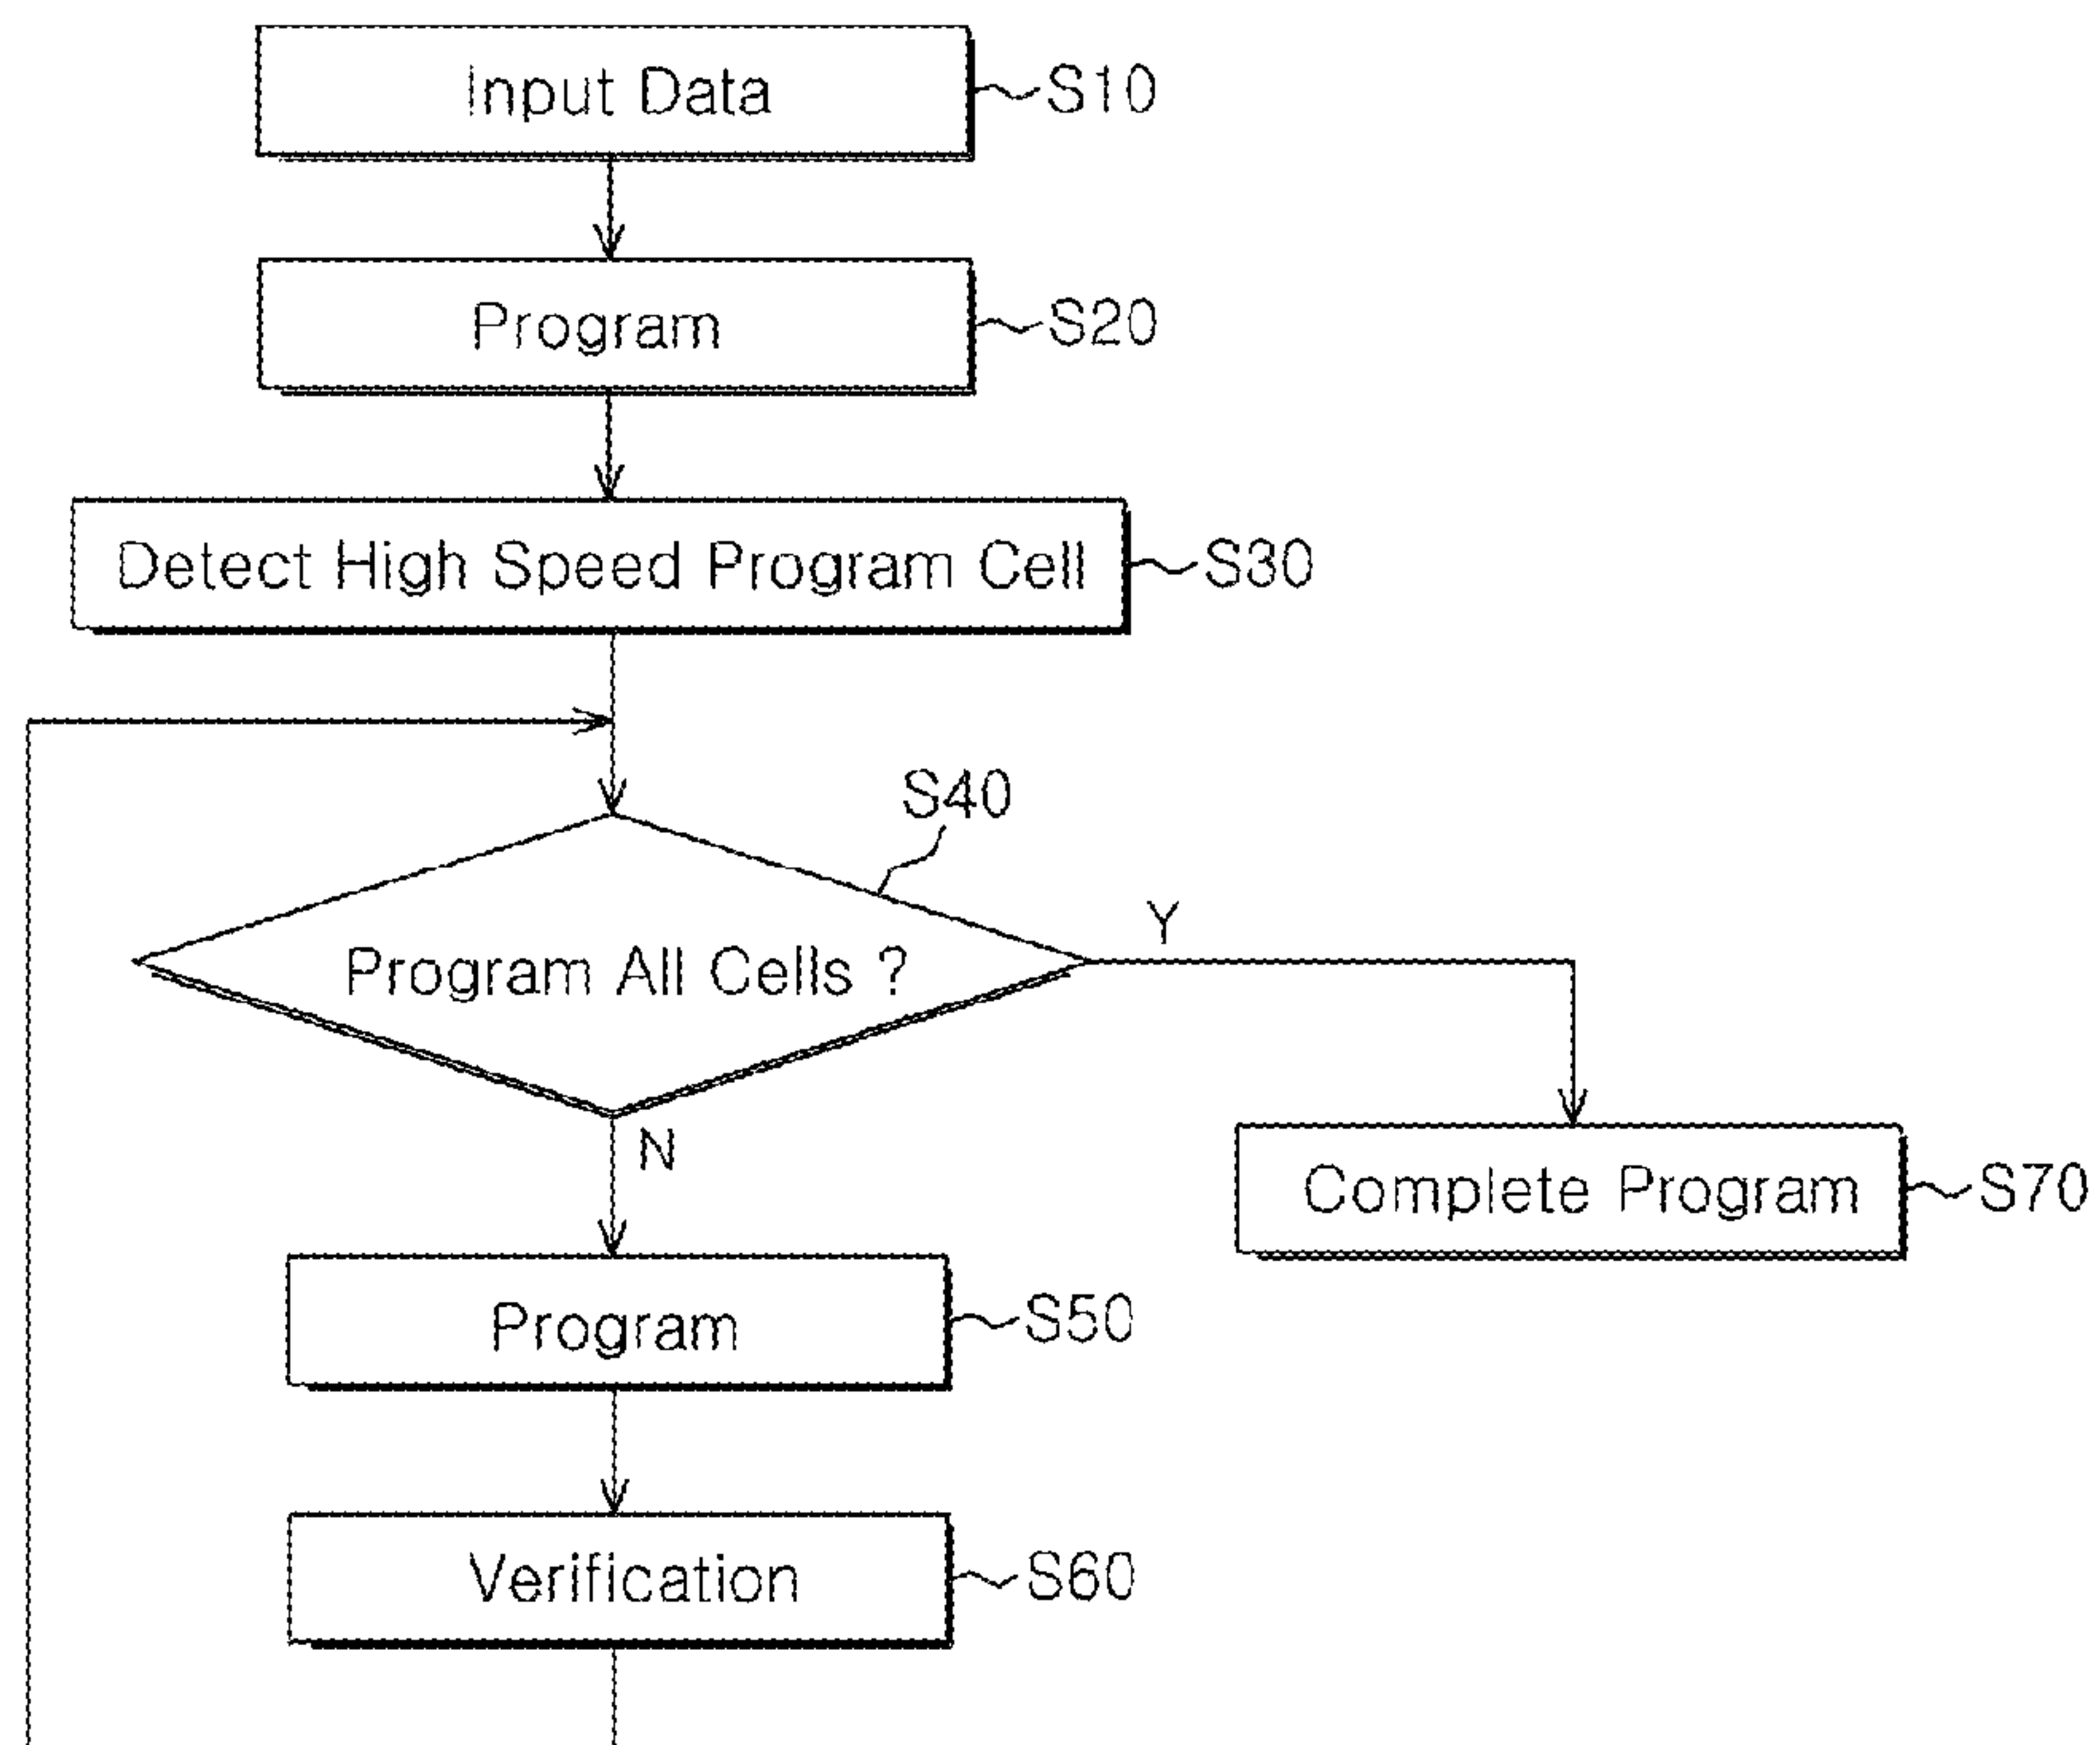 Input Data
S10
Program
S20
Detect High Speed Program Cell
S30
S40
Program All Cells ?
Y
N
Complete Program
S70
Program
S50
Verification
S60